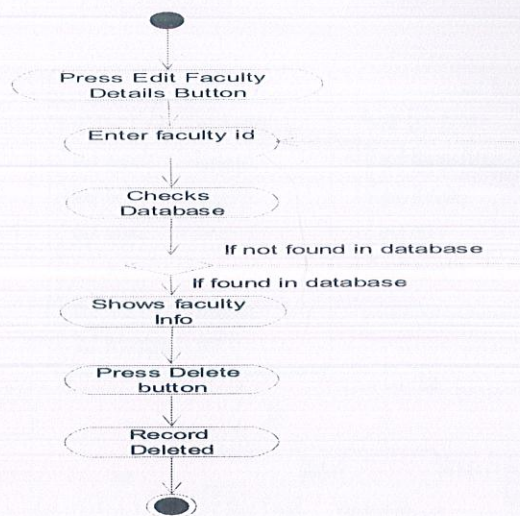 Press Edit Faculty
Details Button
Enter faculty id
Checks
Database
If not found in database
If found in database
Shows faculty
Info
Press Delete
button
Record
Deleted